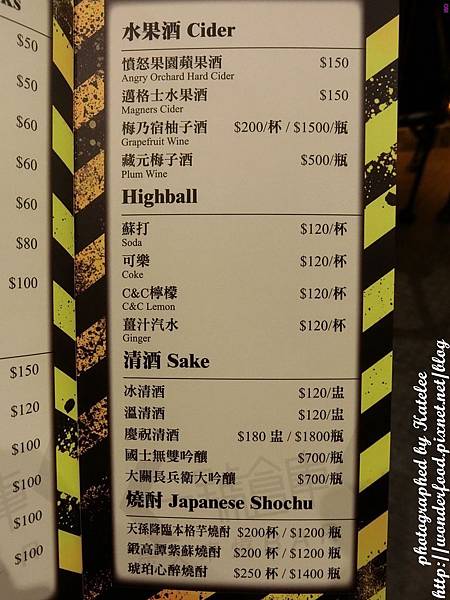 ks
$50
$50
$60
$60
$60
$80
$100
$150
$120
$100
$100
$100
$100
水果酒 Cider
憤怒果園蘋果酒 $150
Angry Orchard Hard Cider
邁格士水果酒 $150
Magners Cider
梅乃宿柚子酒 $200/杯 / $1500/瓶
Grapefruit Wine
藏元梅子酒 $500/瓶
Plum Wine
Highball
蘇打 $120/杯
Soda
可樂 $120/杯
Coke
C&C檸檬 $120/杯
C&C Lemon
薑汁汽水 $120/杯
Ginger
清酒 Sake
冰清酒 $120/盅
溫清酒 $120/盅
慶祝清酒 $180 盅 / $1800瓶
國士無雙吟釀 $700/瓶
大關長兵衛大吟釀 $700/瓶
燒酎 Japanese Shochu
天孫降臨本格芋燒酎 $200杯 / $1200 瓶
鍛高譚紫蘇燒酎 $200 杯 / $1200 瓶
琥珀心醉燒酎 $250 杯 / $1400 瓶
photographed by Katelee
http://wonderfood.pixnet.net/blog